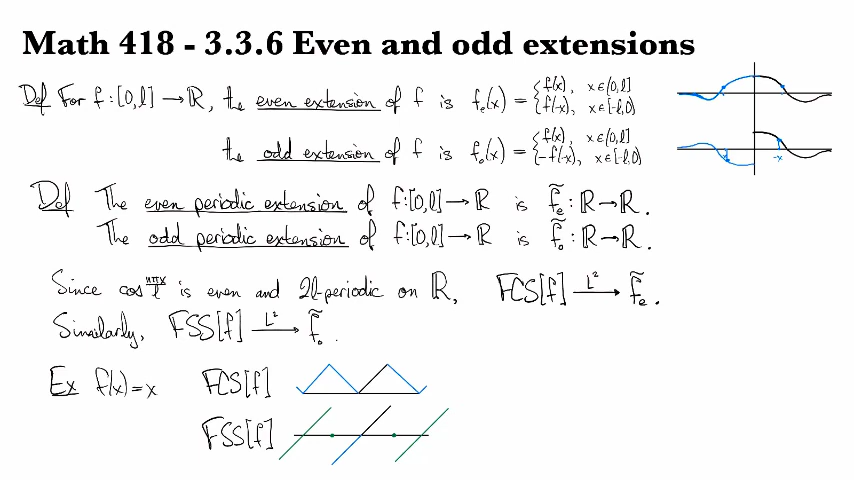 Math 418 - 3.3.6 Even and odd extensions
Def For f:[0,l] → ℝ, the even extension of f is fₑ(x) = { f(x), x∈(0,l]
{ f(-x), x∈[-l,0)
the odd extension of f is fₒ(x) = { f(x), x∈(0,l]
{ -f(-x), x∈[-l,0)
-x
Def The even periodic extension of f:[0,l] → ℝ is f̃ₑ : ℝ→ℝ.
The odd periodic extension of f:[0,l] → ℝ is f̃ₒ : ℝ→ℝ.
Since cos nπx/l is even and 2l-periodic on ℝ, FCS[f] —L²→ f̃ₑ.
Similarly, FSS[f] —L²→ f̃ₒ.
Ex f(x)=x FCS[f]
FSS[f]